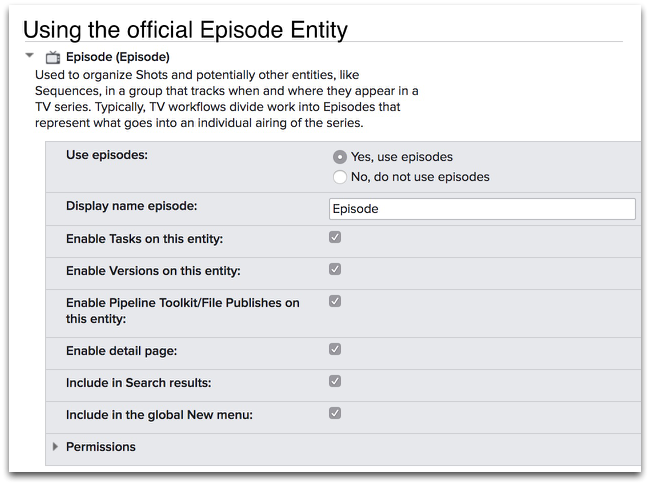 Using the official Episode Entity
Episode (Episode)
Used to organize Shots and potentially other entities, like
Sequences, in a group that tracks when and where they appear in a
TV series. Typically, TV workflows divide work into Episodes that
represent what goes into an individual airing of the series.
Use episodes:
Yes, use episodes
No, do not use episodes
Display name episode:
Episode
Enable Tasks on this entity:
Enable Versions on this entity:
Enable Pipeline Toolkit/File Publishes on
this entity:
Enable detail page:
Include in Search results:
Include in the global New menu:
Permissions